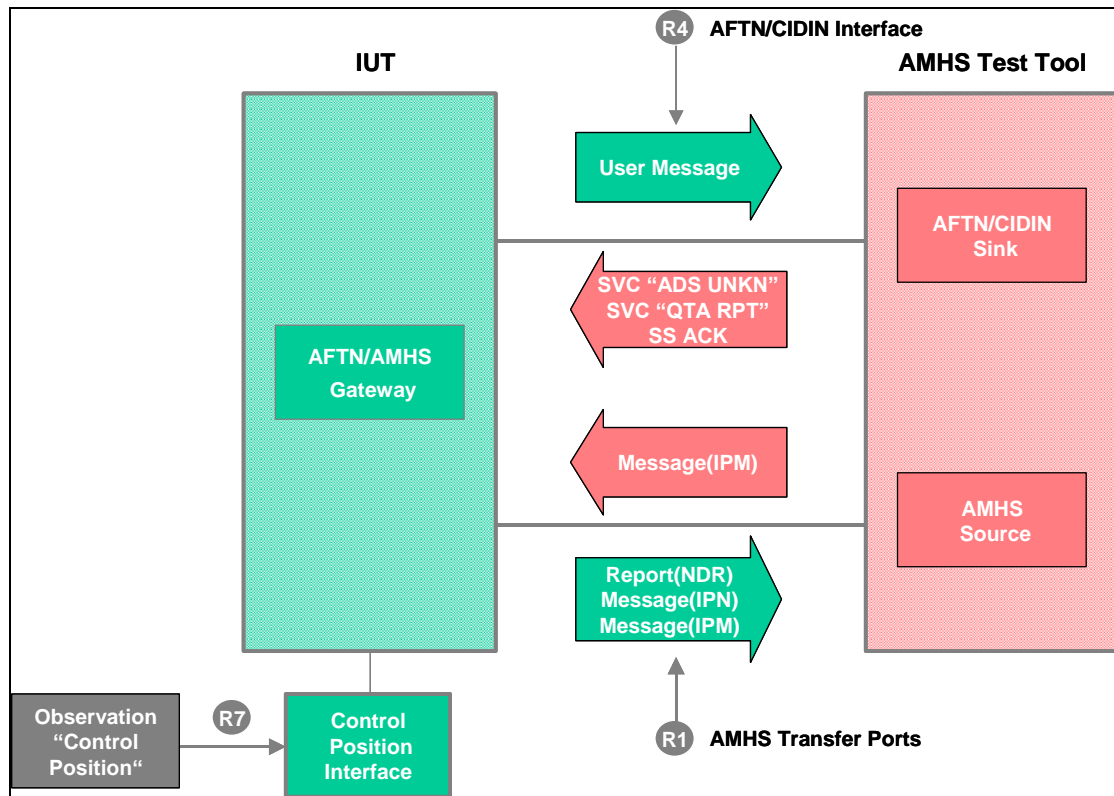 R4 AFTN/CIDIN Interface
IUT
AMHS Test Tool
User Message
AFTN/CIDIN
Sink
SVC “ADS UNKN”
SVC “QTA RPT”
SS ACK
AFTN/AMHS
Gateway
Message(IPM)
AMHS
Source
Report(NDR)
Message(IPN)
Message(IPM)
Observation
“Control
Position“
R7
Control
Position
Interface
R1 AMHS Transfer Ports